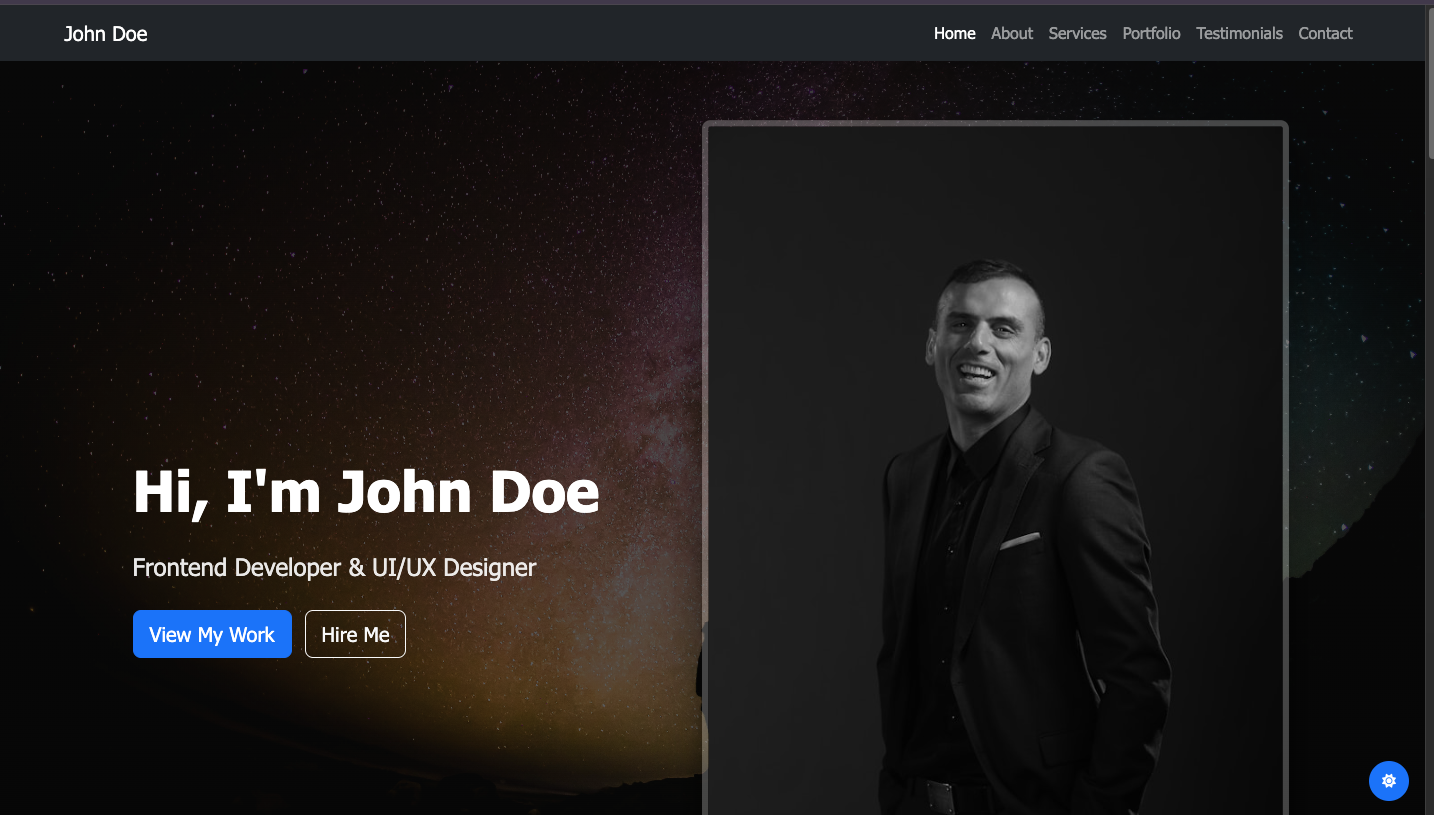 John Doe
Home About Services Portfolio Testimonials Contact
Hi, I'm John Doe
Frontend Developer & UI/UX Designer
View My Work
Hire Me